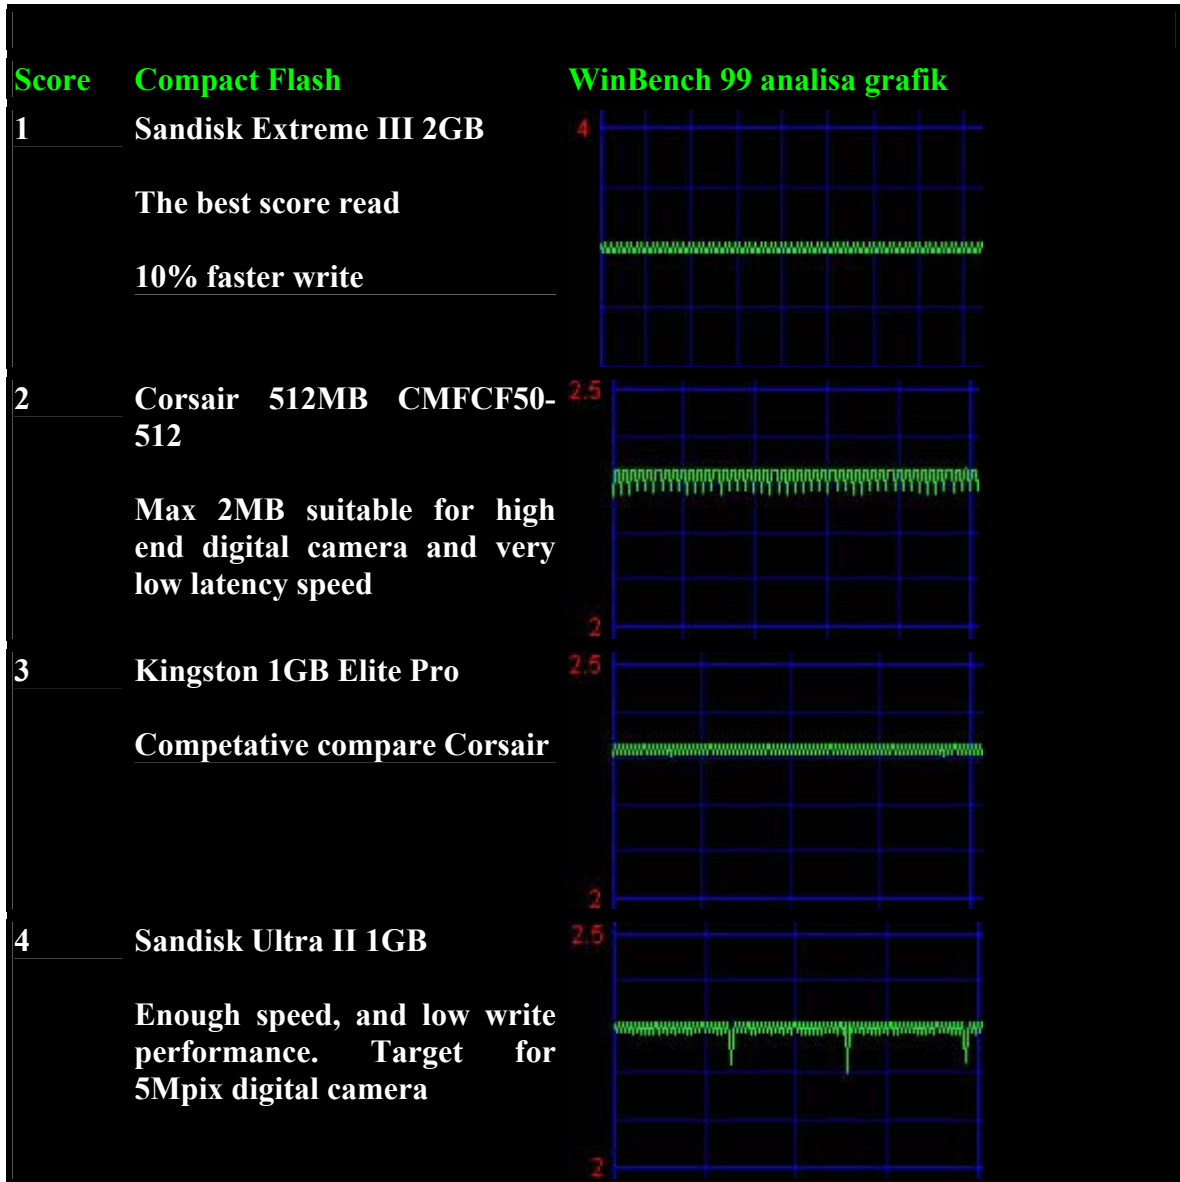 Score Compact Flash WinBench 99 analisa grafik
1 Sandisk Extreme III 2GB
The best score read
10% faster write
4
2 Corsair 512MB CMFCF50-
512
Max 2MB suitable for high
end digital camera and very
low latency speed
2.5
2
3 Kingston 1GB Elite Pro
Competative compare Corsair
2.5
2
4 Sandisk Ultra II 1GB
Enough speed, and low write
performance. Target for
5Mpix digital camera
2.5
2